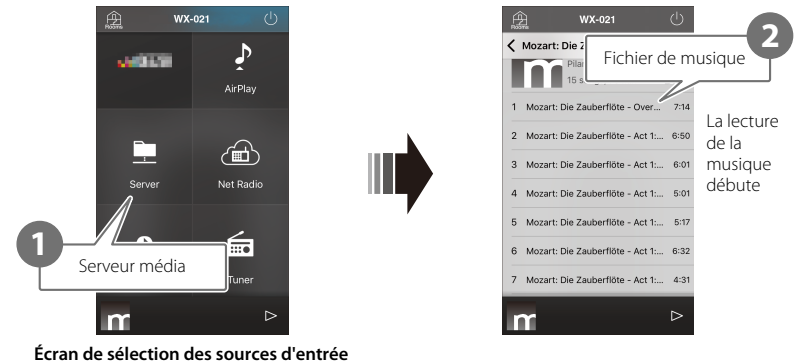 Rooms
WX-021
AirPlay
Server
Net Radio
Tuner
1
Serveur média
m
Écran de sélection des sources d'entrée
Rooms
WX-021
2
Mozart: Die Z
Fichier de musique
m
15 s
1 Mozart: Die Zauberflöte - Over... 7:14
2 Mozart: Die Zauberflöte - Act 1:... 6:50
3 Mozart: Die Zauberflöte - Act 1:... 6:01
4 Mozart: Die Zauberflöte - Act 1:... 5:01
5 Mozart: Die Zauberflöte - Act 1:... 5:17
6 Mozart: Die Zauberflöte - Act 1:... 6:32
7 Mozart: Die Zauberflöte - Act 1:... 4:31
m
La lecture
de la
musique
débute